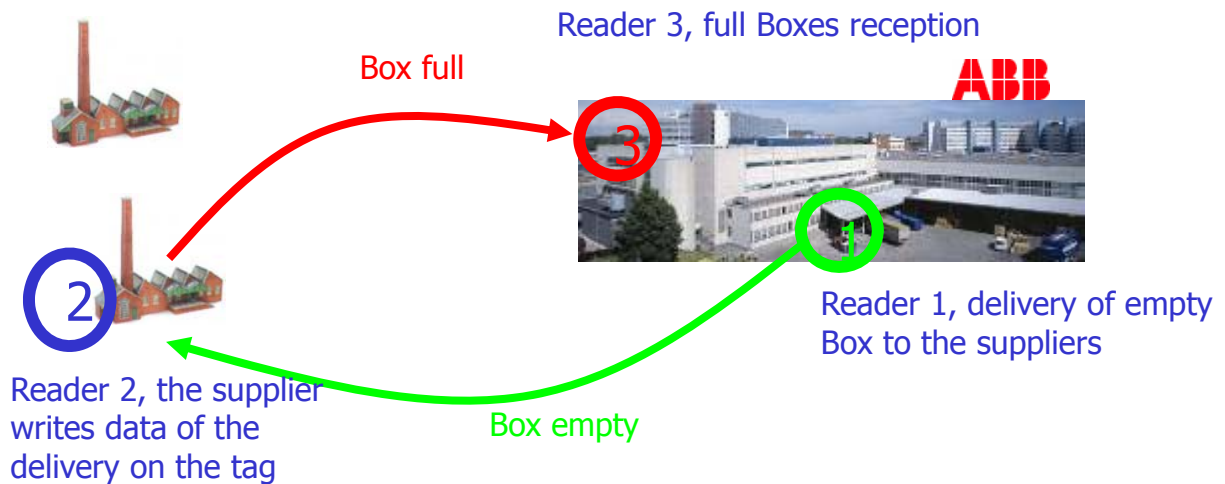 Reader 3, full Boxes reception
Box full
ABB
3
1
2
Reader 1, delivery of empty
Box to the suppliers
Reader 2, the supplier
writes data of the
delivery on the tag
Box empty